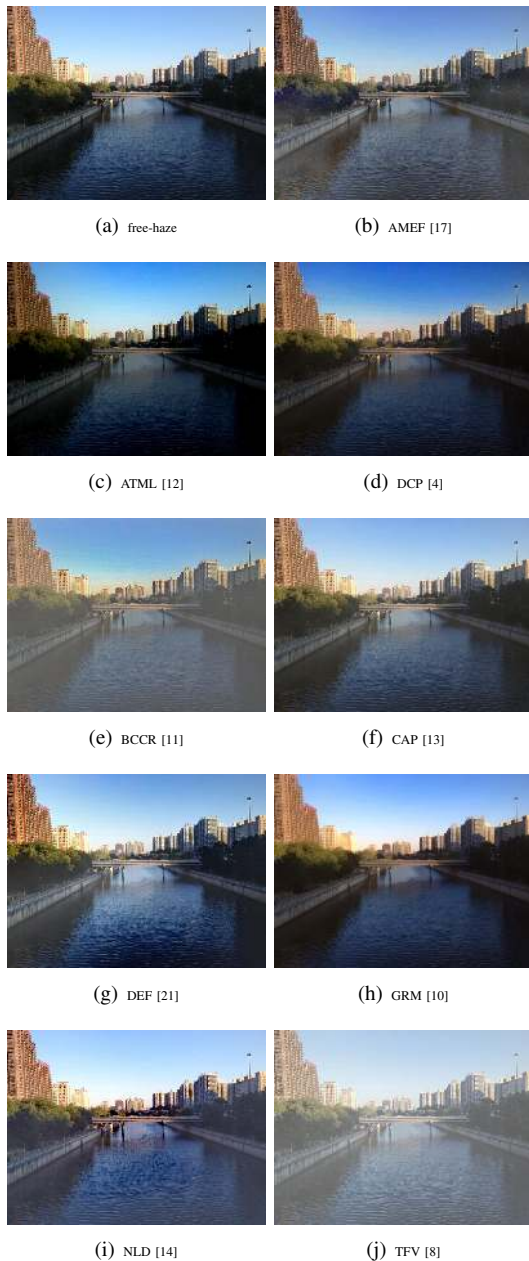 (a) free-haze
(b) AMEF [17]
(c) ATML [12]
(d) DCP [4]
(e) BCCR [11]
(f) CAP [13]
(g) DEF [21]
(h) GRM [10]
(i) NLD [14]
(j) TFV [8]